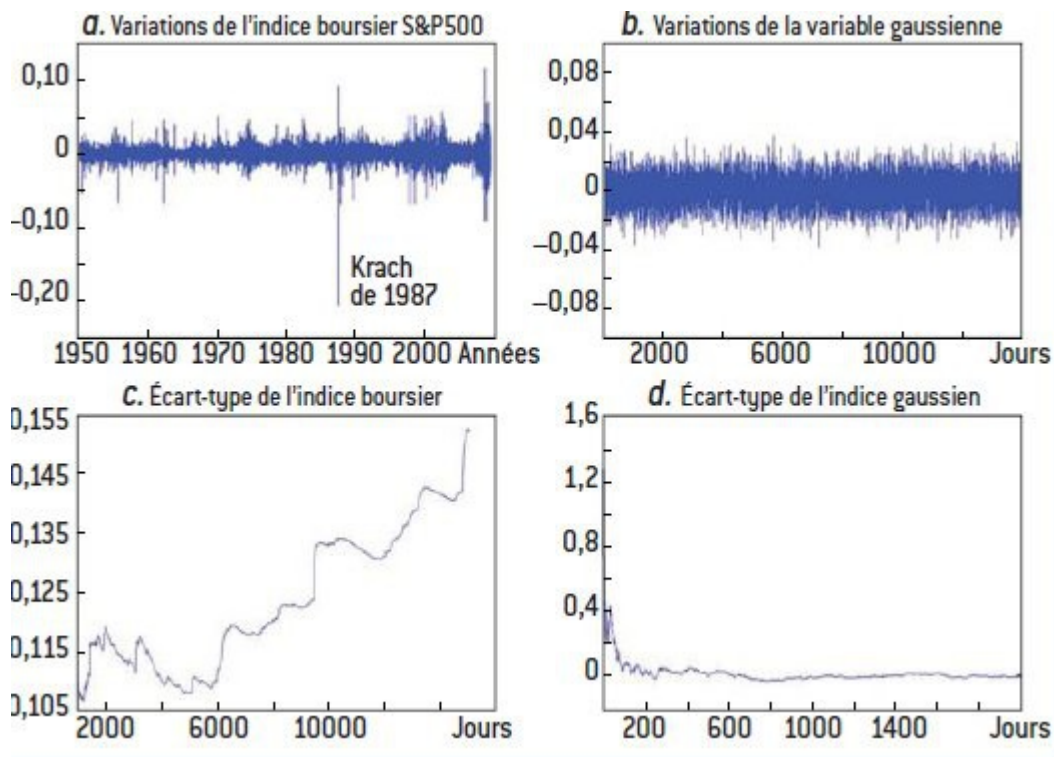 a. Variations de l'indice boursier S&P500
0,10
0
–0,10
–0,20
Krach
de 1987
1950 1960 1970 1980 1990 2000 Années
b. Variations de la variable gaussienne
0,08
0,04
0
–0,04
–0,08
2000 6000 10000 Jours
c. Écart-type de l'indice boursier
0,155
0,145
0,135
0,125
0,115
0,105
2000 6000 10000 Jours
d. Écart-type de l'indice gaussien
1,6
1,2
0,8
0,4
0
200 600 1000 1400 Jours